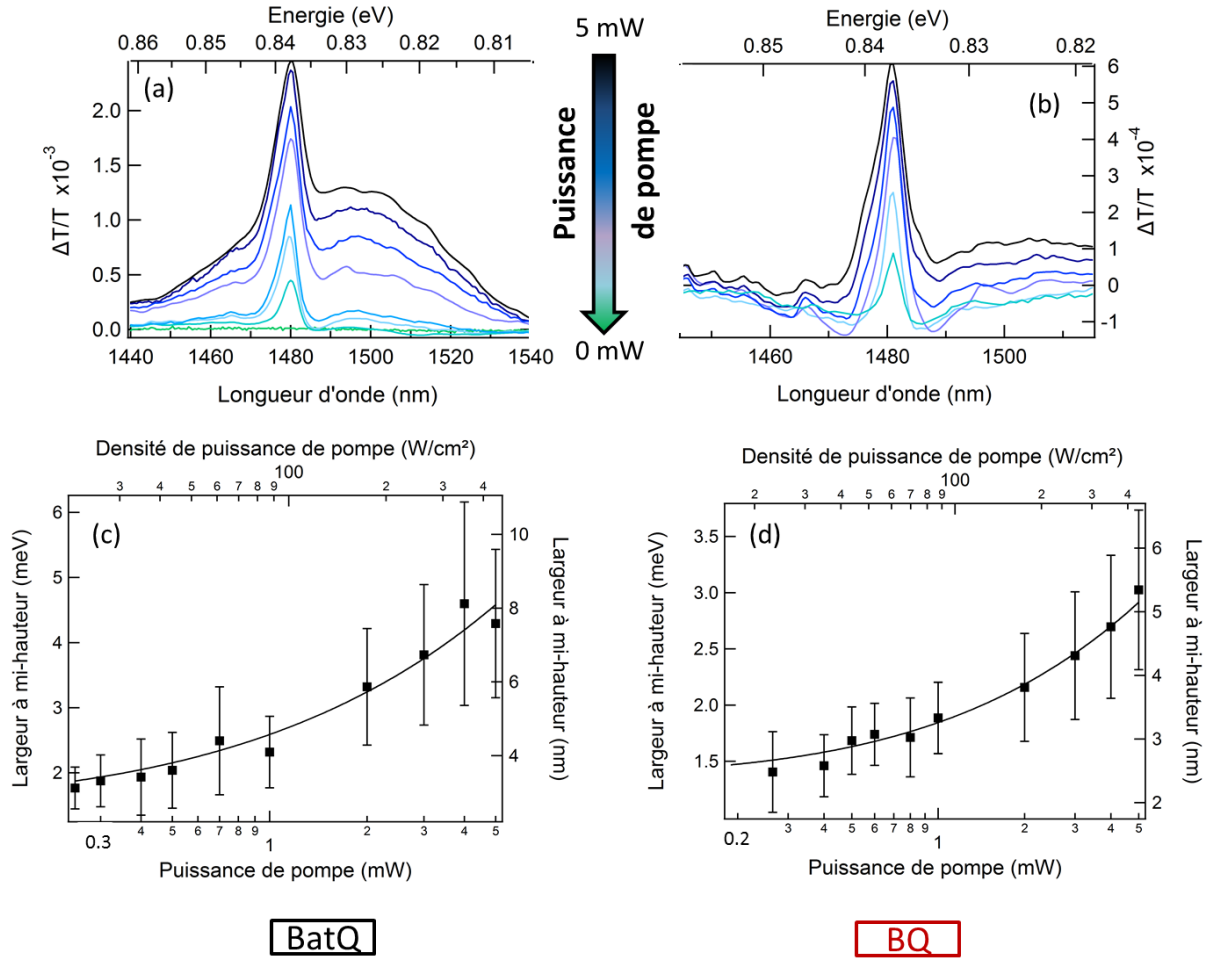 Energie (eV)
0.86 0.85 0.84 0.83 0.82 0.81
(a)
2.0
1.5
1.0
0.5
0.0
ΔT/T x10⁻³
1440 1460 1480 1500 1520 1540
Longueur d'onde (nm)
5 mW
Puissance
de pompe
0 mW
Energie (eV)
0.85 0.84 0.83 0.82
(b)
6
5
4
3
2
1
0
-1
ΔT/T x10⁻⁴
1460 1480 1500
Longueur d'onde (nm)
Densité de puissance de pompe (W/cm²)
3 4 5 6 7 8 9 100 2 3 4
(c)
6
5
4
3
2
Largeur à mi-hauteur (meV)
10
8
6
4
Largeur à mi-hauteur (nm)
0.3 4 5 6 7 8 9 1 2 3 4 5
Puissance de pompe (mW)
Densité de puissance de pompe (W/cm²)
2 3 4 5 6 7 8 9 100 2 3 4
(d)
3.5
3.0
2.5
2.0
1.5
Largeur à mi-hauteur (meV)
6
5
4
3
2
Largeur à mi-hauteur (nm)
0.2 3 4 5 6 7 8 9 1 2 3 4 5
Puissance de pompe (mW)
BatQ
BQ